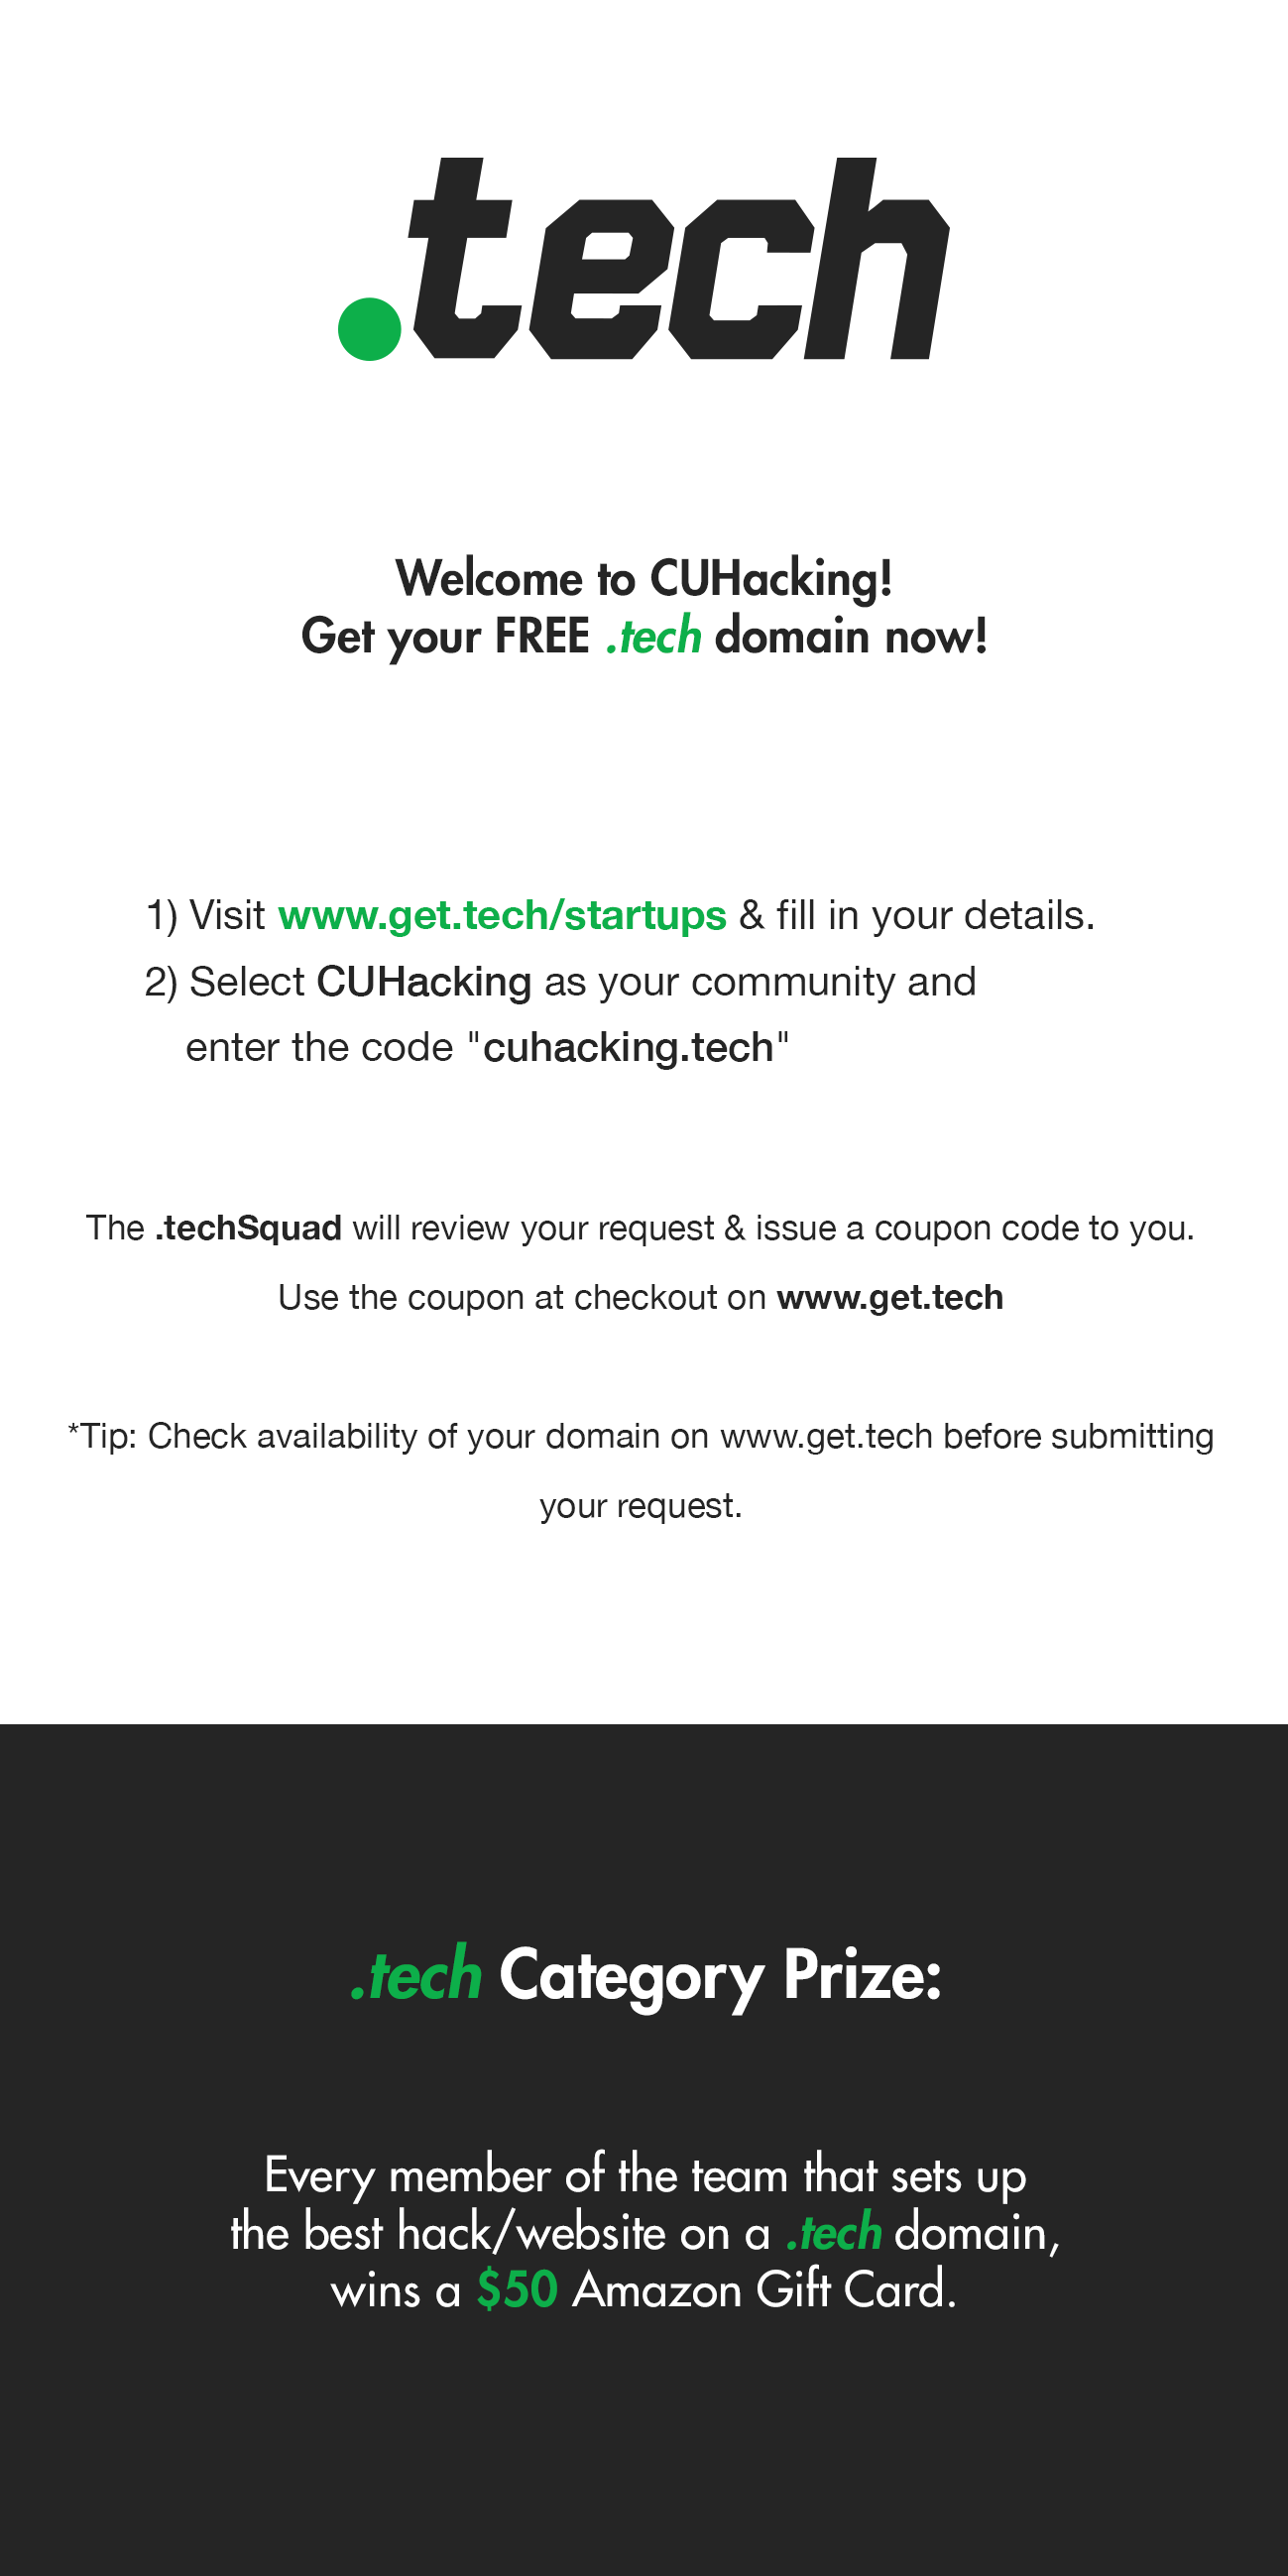 .tech
Welcome to CUHacking!
Get your FREE .tech domain now!
1) Visit www.get.tech/startups & fill in your details.
2) Select CUHacking as your community and
enter the code "cuhacking.tech"
The .techSquad will review your request & issue a coupon code to you.
Use the coupon at checkout on www.get.tech
*Tip: Check availability of your domain on www.get.tech before submitting
your request.
.tech Category Prize:
Every member of the team that sets up
the best hack/website on a .tech domain,
wins a $50 Amazon Gift Card.